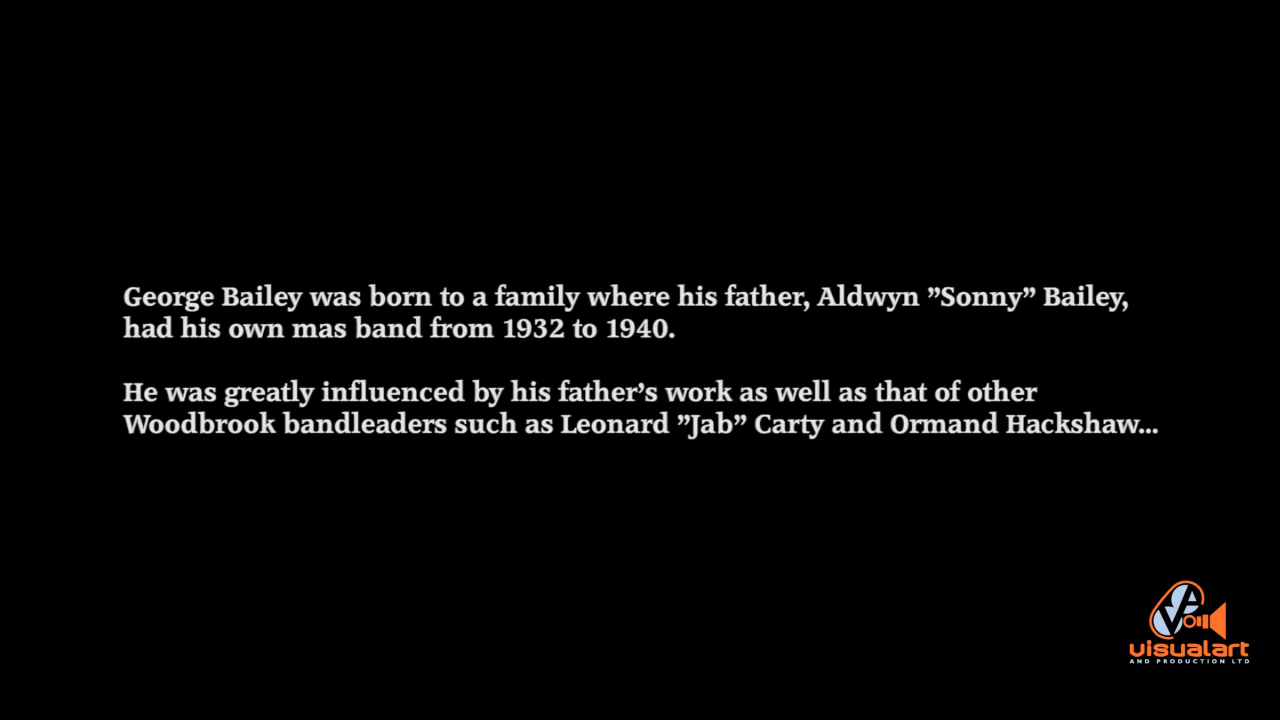 George Bailey was born to a family where his father, Aldwyn ”Sonny” Bailey,
had his own mas band from 1932 to 1940.
He was greatly influenced by his father’s work as well as that of other
Woodbrook bandleaders such as Leonard ”Jab” Carty and Ormand Hackshaw...
VA
visualart
AND PRODUCTION LTD